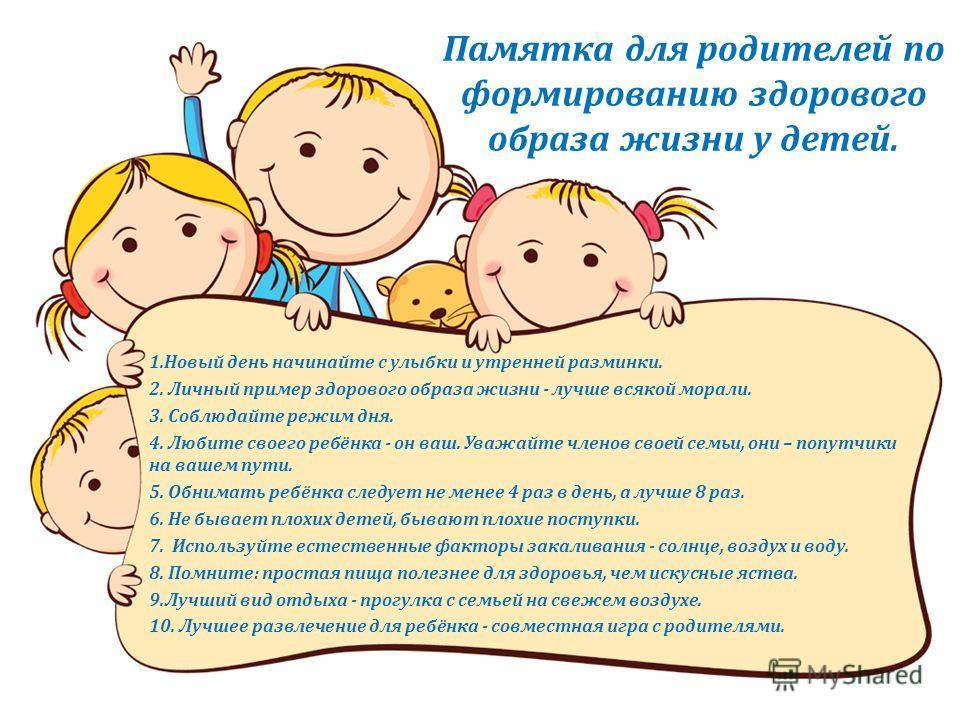 Памятка для родителей по
формированию здорового
образа жизни у детей.
1.Новый день начинайте с улыбки и утренней разминки.
2. Личный пример здорового образа жизни - лучше всякой морали.
3. Соблюдайте режим дня.
4. Любите своего ребёнка - он ваш. Уважайте членов своей семьи, они – попутчики
на вашем пути.
5. Обнимать ребёнка следует не менее 4 раз в день, а лучше 8 раз.
6. Не бывает плохих детей, бывают плохие поступки.
7.  Используйте естественные факторы закаливания - солнце, воздух и воду.
8. Помните: простая пища полезнее для здоровья, чем искусные яства.
9.Лучший вид отдыха - прогулка с семьей на свежем воздухе.
10. Лучшее развлечение для ребёнка - совместная игра с родителями.
MyShared